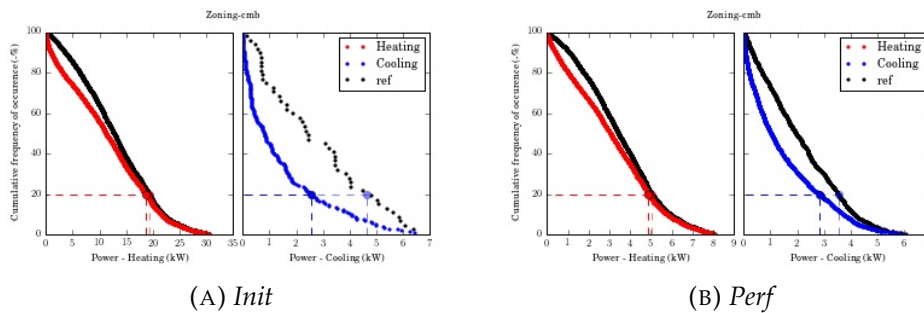 Zoning-cmb
Cumulative frequency of occurence (-%)
100
80
60
40
20
0
0 5 10 15 20 25 30 35
Power - Heating (kW)
Heating
Cooling
ref
0 1 2 3 4 5 6 7
Power - Cooling (kW)
(A) Init
Zoning-cmb
Cumulative frequency of occurence (-%)
100
80
60
40
20
0
0 1 2 3 4 5 6 7 8 9
Power - Heating (kW)
Heating
Cooling
ref
0 1 2 3 4 5 6
Power - Cooling (kW)
(B) Perf